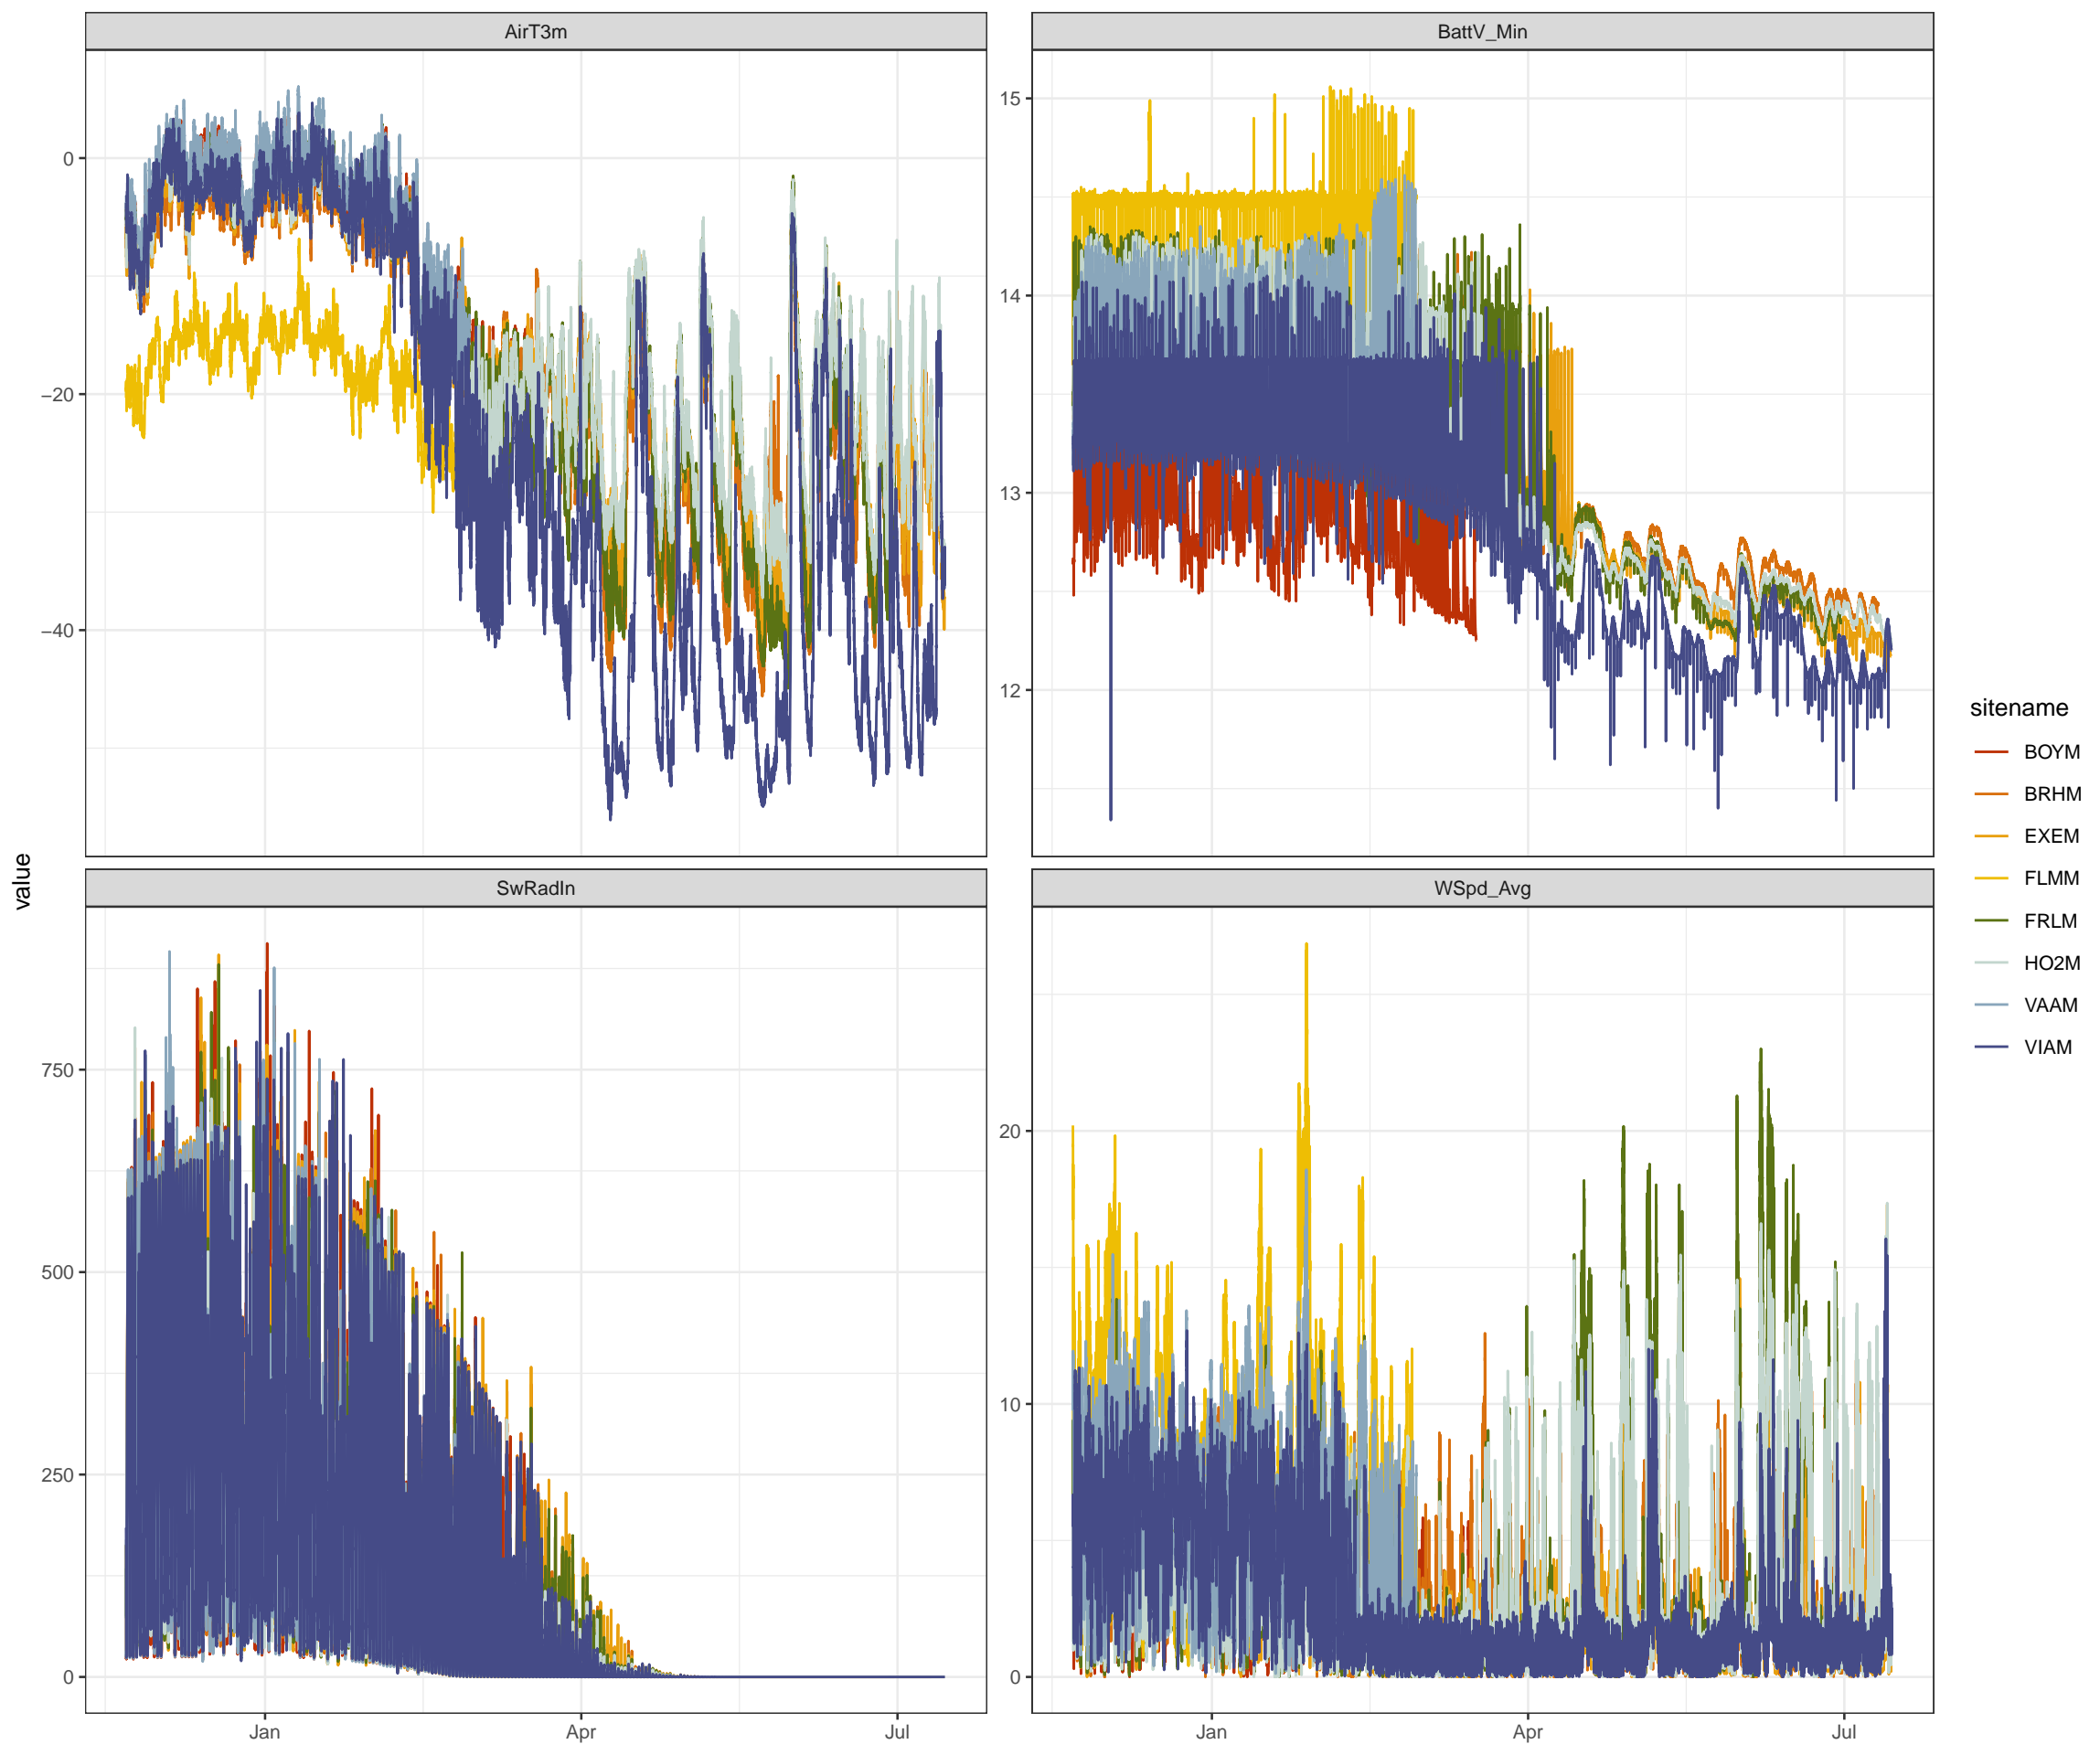 AirT3m
BattV_Min
0
−20
−40
15
14
13
12
value
SwRadIn
WSpd_Avg
750
500
250
0
20
10
0
Jan
Apr
Jul
Jan
Apr
Jul
sitename
BOYM
BRHM
EXEM
FLMM
FRLM
HO2M
VAAM
VIAM